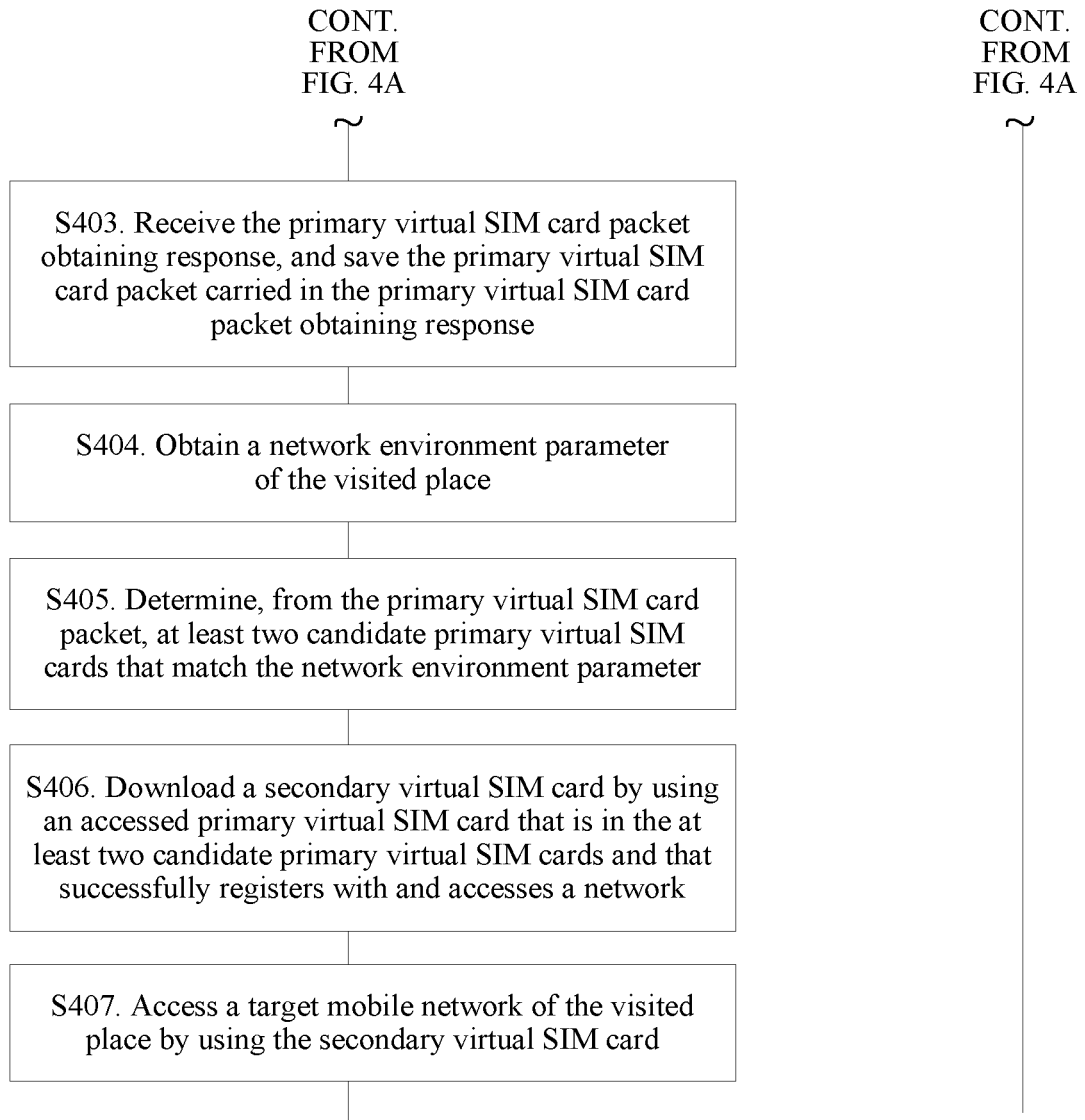 CONT.
FROM
FIG. 4A
CONT.
FROM
FIG. 4A
S403. Receive the primary virtual SIM card packet
obtaining response, and save the primary virtual SIM
card packet carried in the primary virtual SIM card
packet obtaining response
S404. Obtain a network environment parameter
of the visited place
S405. Determine, from the primary virtual SIM card
packet, at least two candidate primary virtual SIM
cards that match the network environment parameter
S406. Download a secondary virtual SIM card by using
an accessed primary virtual SIM card that is in the at
least two candidate primary virtual SIM cards and that
successfully registers with and accesses a network
S407. Access a target mobile network of the visited
place by using the secondary virtual SIM card